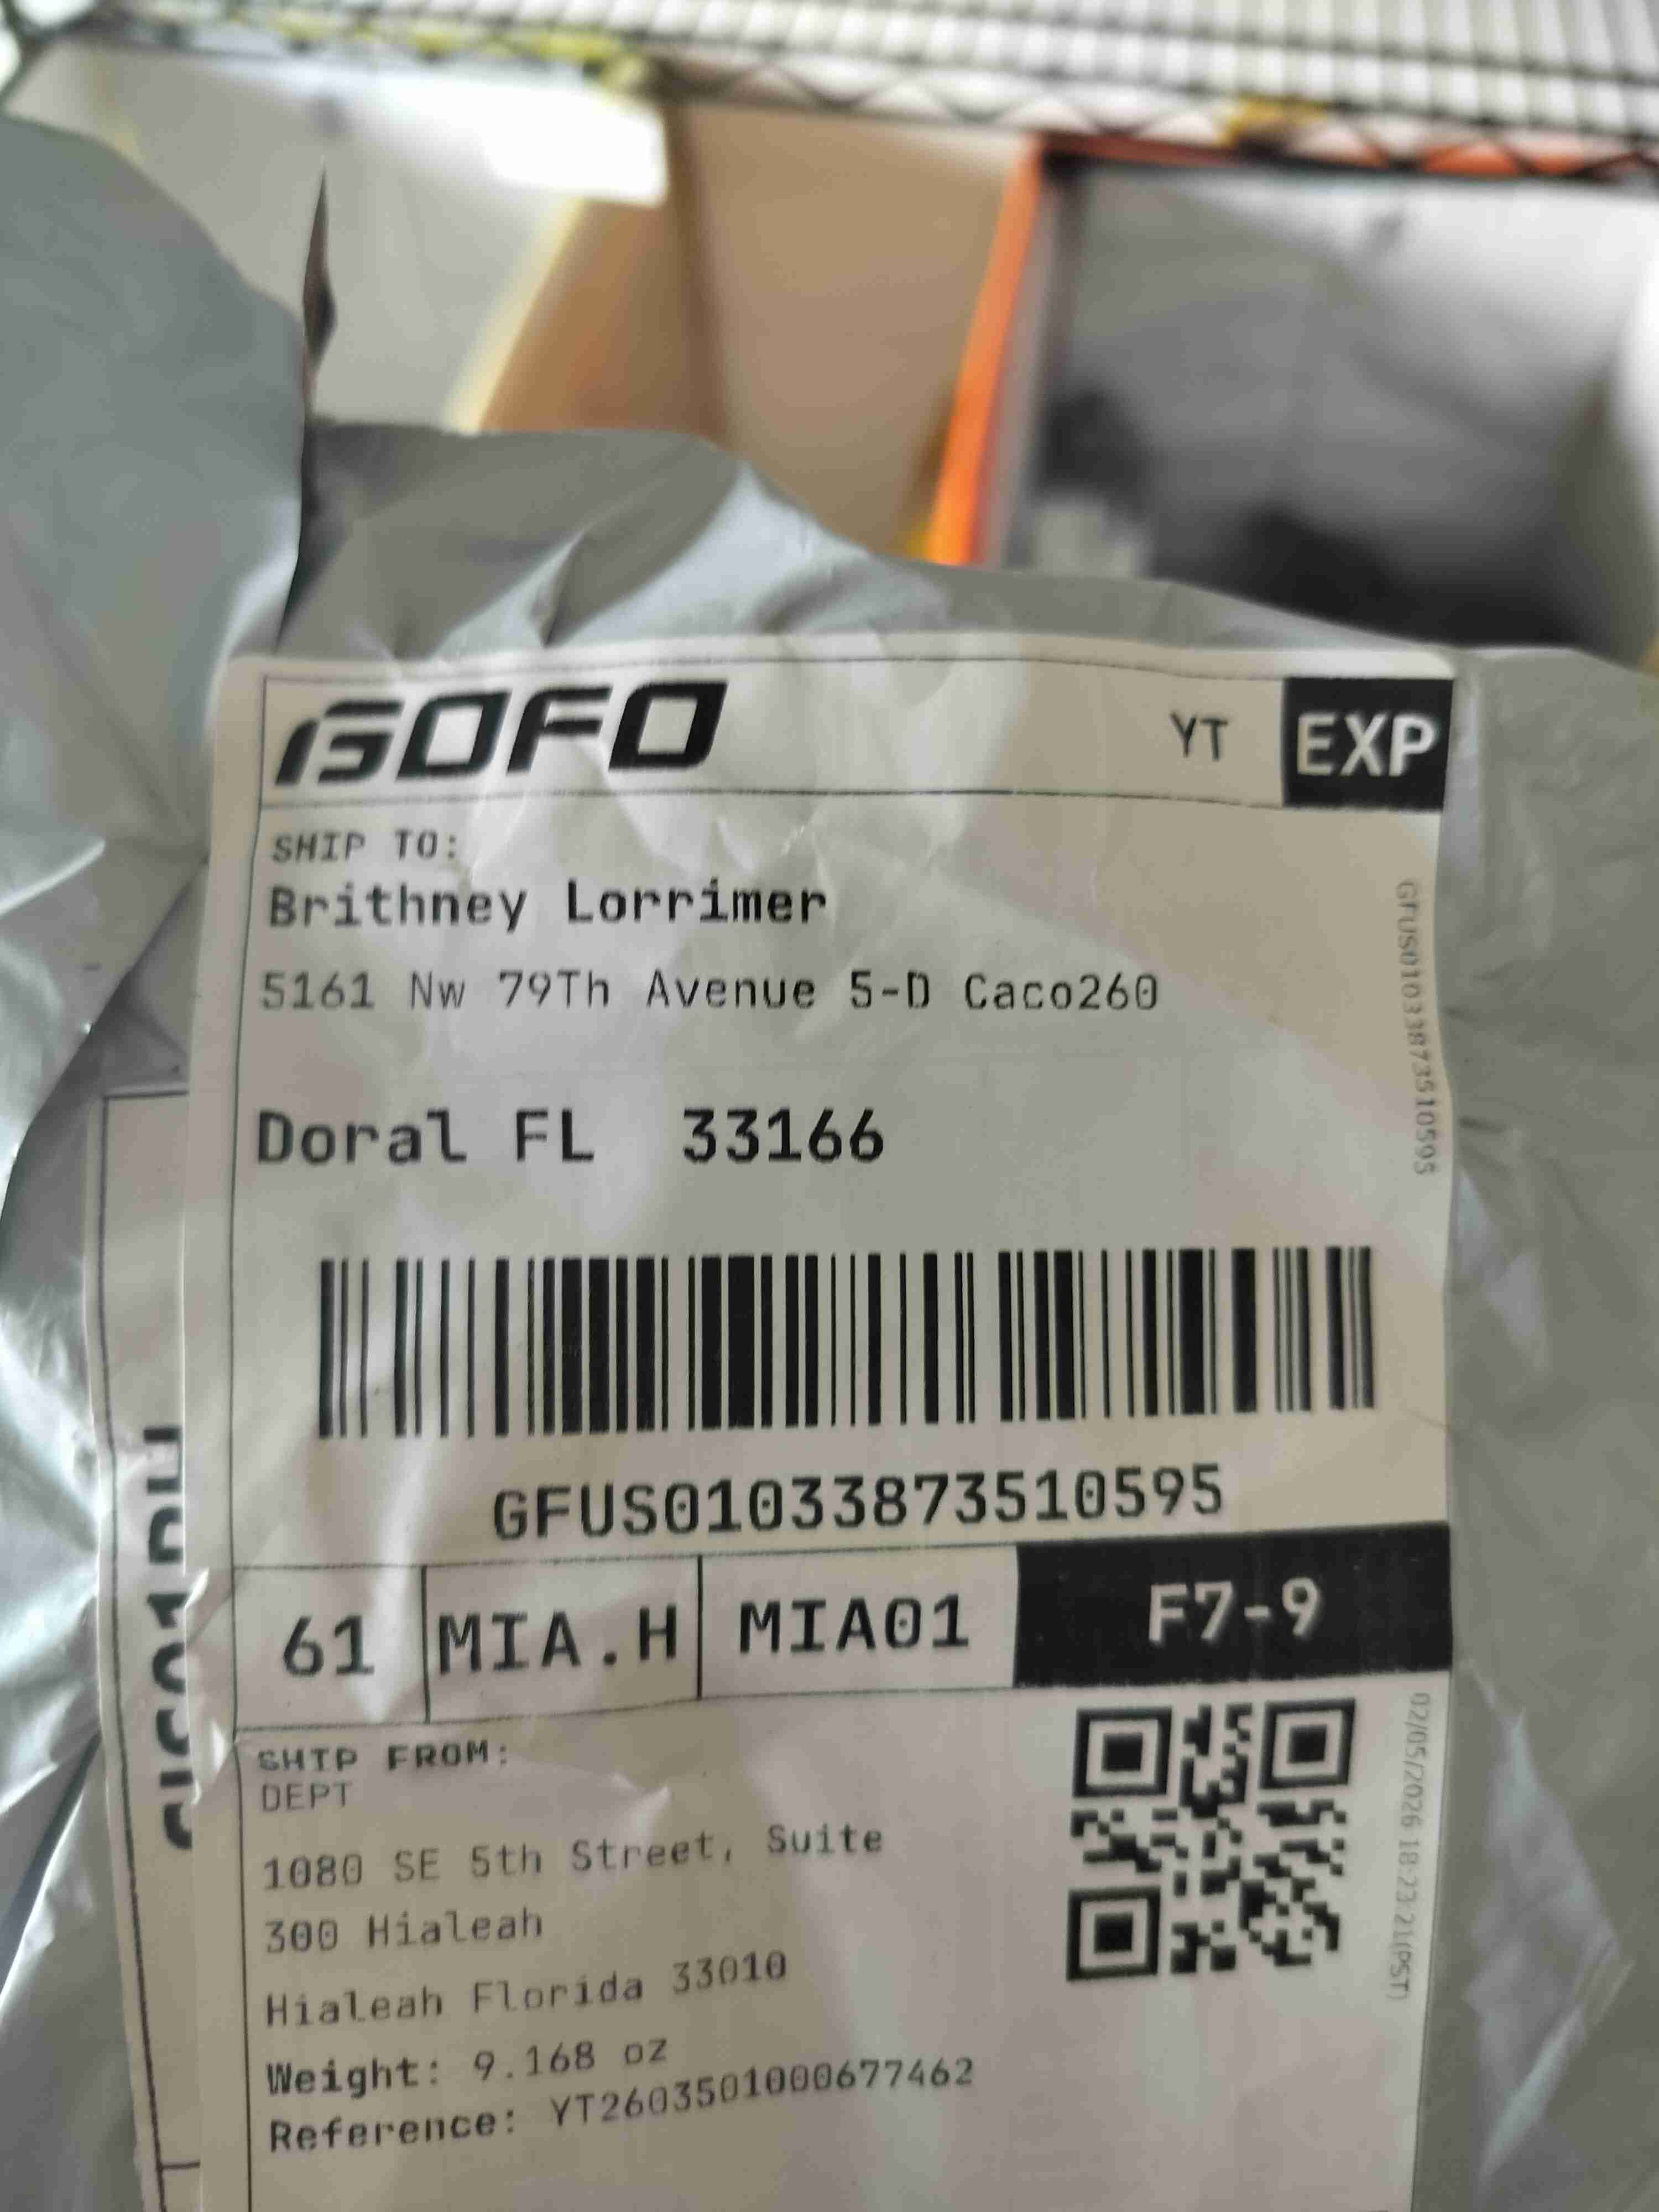 GOFO YT EXP
SHIP TO:
Brithney Lorrimer
5161 Nw 79Th Avenue 5-D Caco260
Doral FL 33166
GFUS01033873510595
GFUS01033873510595
61 MIA.H MIA01 F7-9
SHIP FROM:
DEPT
1080 SE 5th Street, Suite
300 Hialeah
Hialeah Florida 33010
Weight: 9.168 oz
Reference: YT2603501000677462
02/05/2026 18:23:21(PST)